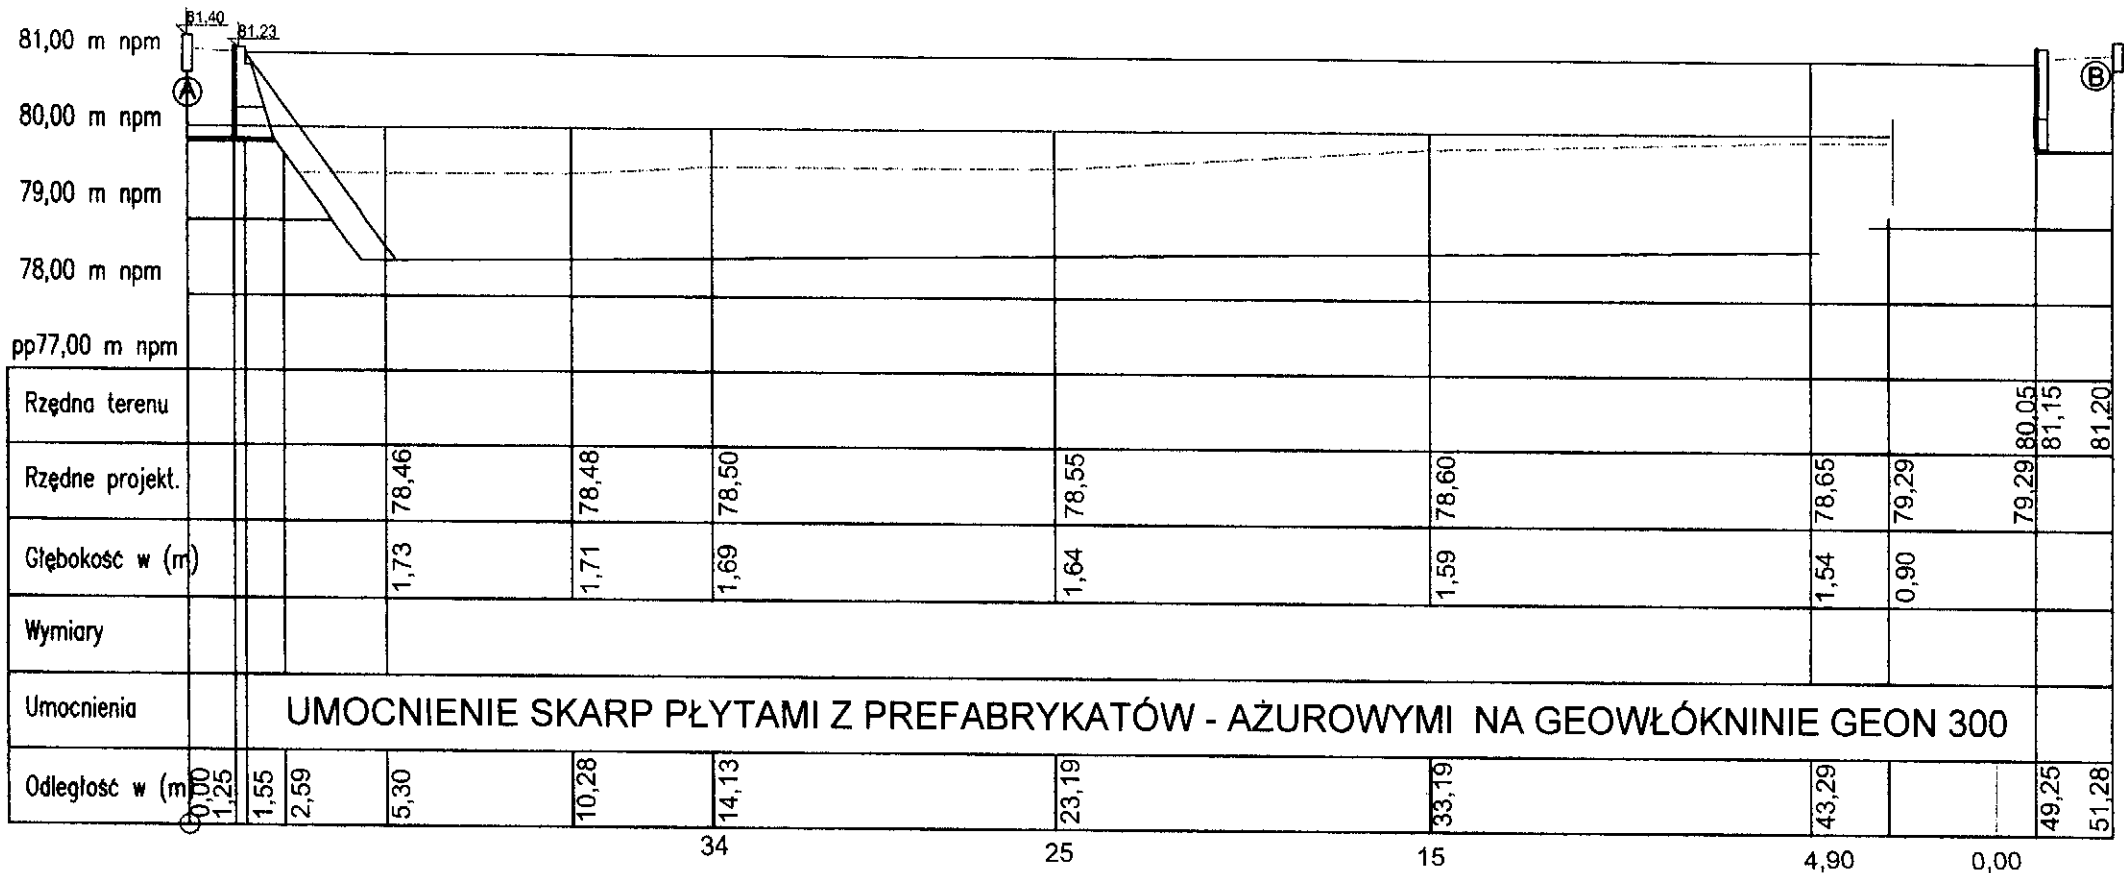 81,40
81,23
81,00 m npm
A
B
80,00 m npm
79,00 m npm
78,00 m npm
pp77,00 m npm
Rzędna terenu
80,05
81,15
81,20
Rzędne projekt.
78,46
78,48
78,50
78,55
78,60
78,65
79,29
79,29
Głębokość w (m)
1,73
1,71
1,69
1,64
1,59
1,54
0,90
Wymiary
Umocnienia
UMOCNIENIE SKARP PŁYTAMI Z PREFABRYKATÓW - AŻUROWYMI NA GEOWŁÓKNINIE GEON 300
Odległość w (m)
0,00
1,25
1,55
2,59
5,30
10,28
14,13
23,19
33,19
43,29
49,25
51,28
34
25
15
4,90
0,00